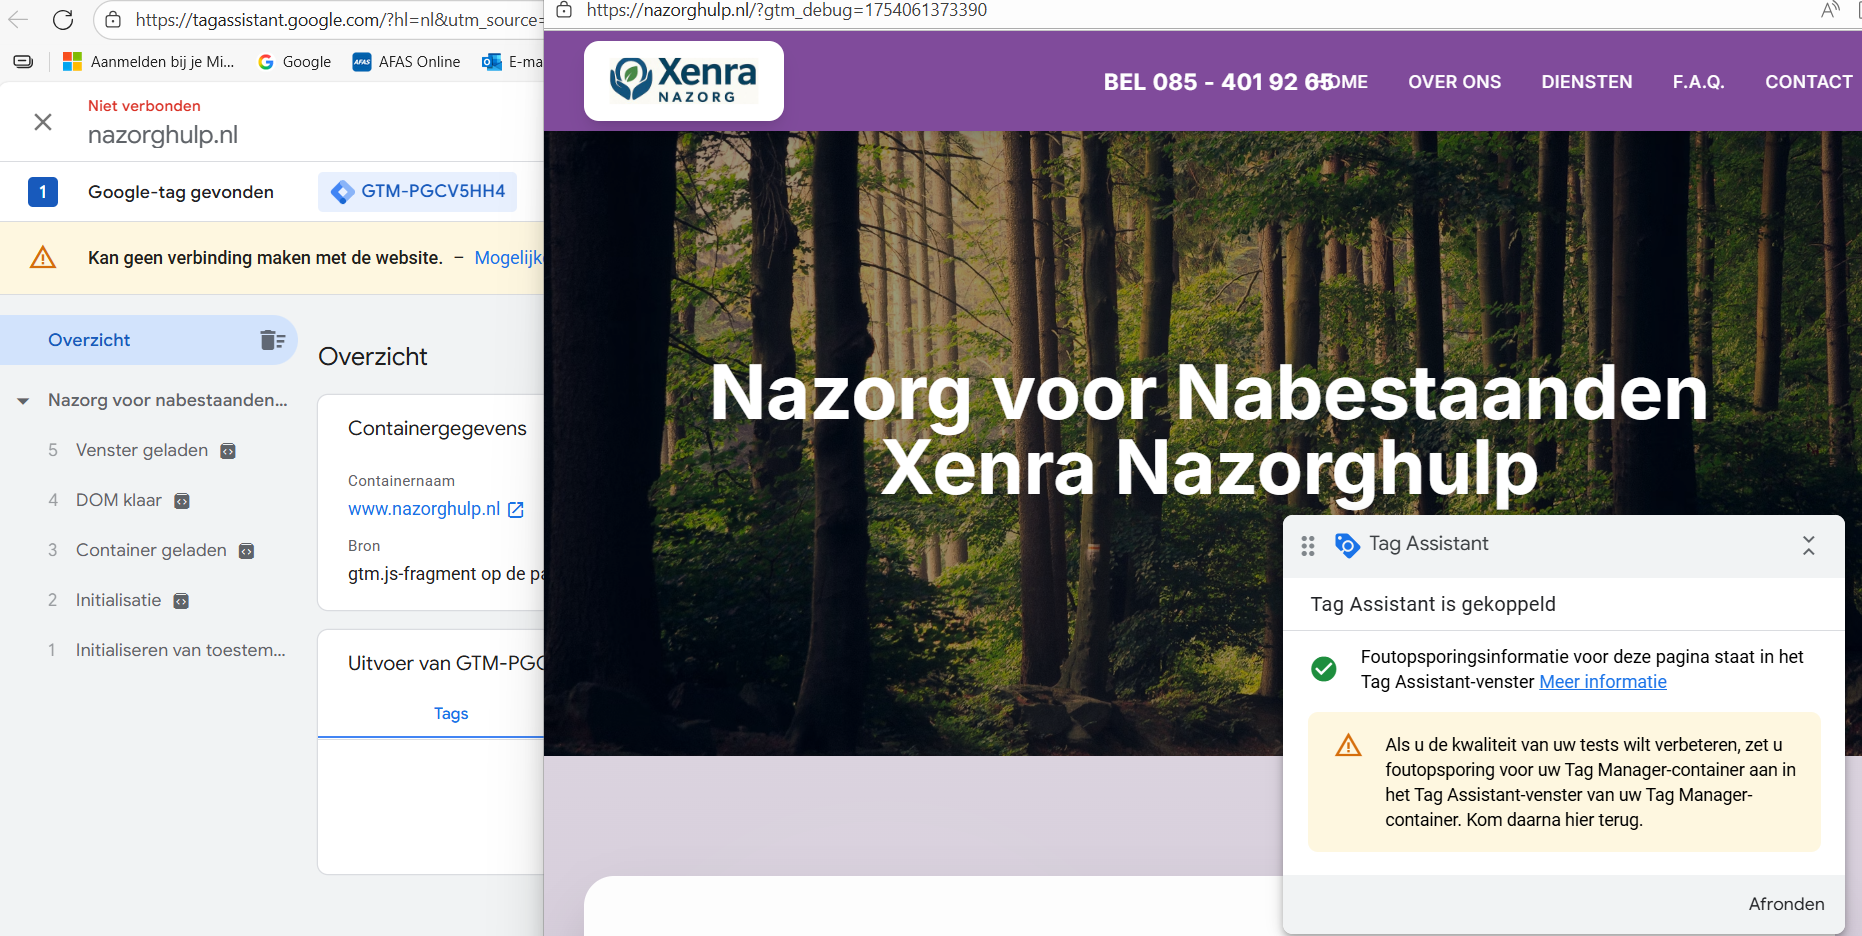 https://tagassistant.google.com/?hl=nl&utm_source=
Aanmelden bij je Mi...
Google
AFAS Online
E-ma
Niet verbonden
nazorghulp.nl
1
Google-tag gevonden
GTM-PGCV5HH4
Kan geen verbinding maken met de website. – Mogelijk
Overzicht
Nazorg voor nabestaanden...
5 Venster geladen
4 DOM klaar
3 Container geladen
2 Initialisatie
1 Initialiseren van toestem...
Overzicht
Containergegevens
Containernaam
www.nazorghulp.nl
Bron
gtm.js-fragment op de pa
Uitvoer van GTM-PGC
Tags
https://nazorghulp.nl/?gtm_debug=1754061373390
Xenra
NAZORG
BEL 085 - 401 92 65
HOME
OVER ONS
DIENSTEN
F.A.Q.
CONTACT
Nazorg voor Nabestaanden
Xenra Nazorghulp
Tag Assistant
Tag Assistant is gekoppeld
Foutopsporingsinformatie voor deze pagina staat in het
Tag Assistant-venster Meer informatie
Als u de kwaliteit van uw tests wilt verbeteren, zet u
foutopsporing voor uw Tag Manager-container aan in
het Tag Assistant-venster van uw Tag Manager-
container. Kom daarna hier terug.
Afronden